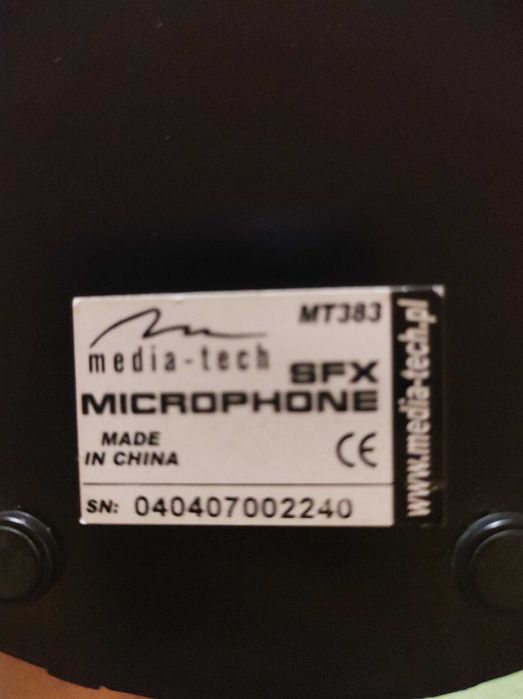 MT383
media-tech
SFX
MICROPHONE
MADE
IN CHINA
CE
SN: 040407002240
www.media-tech.pl